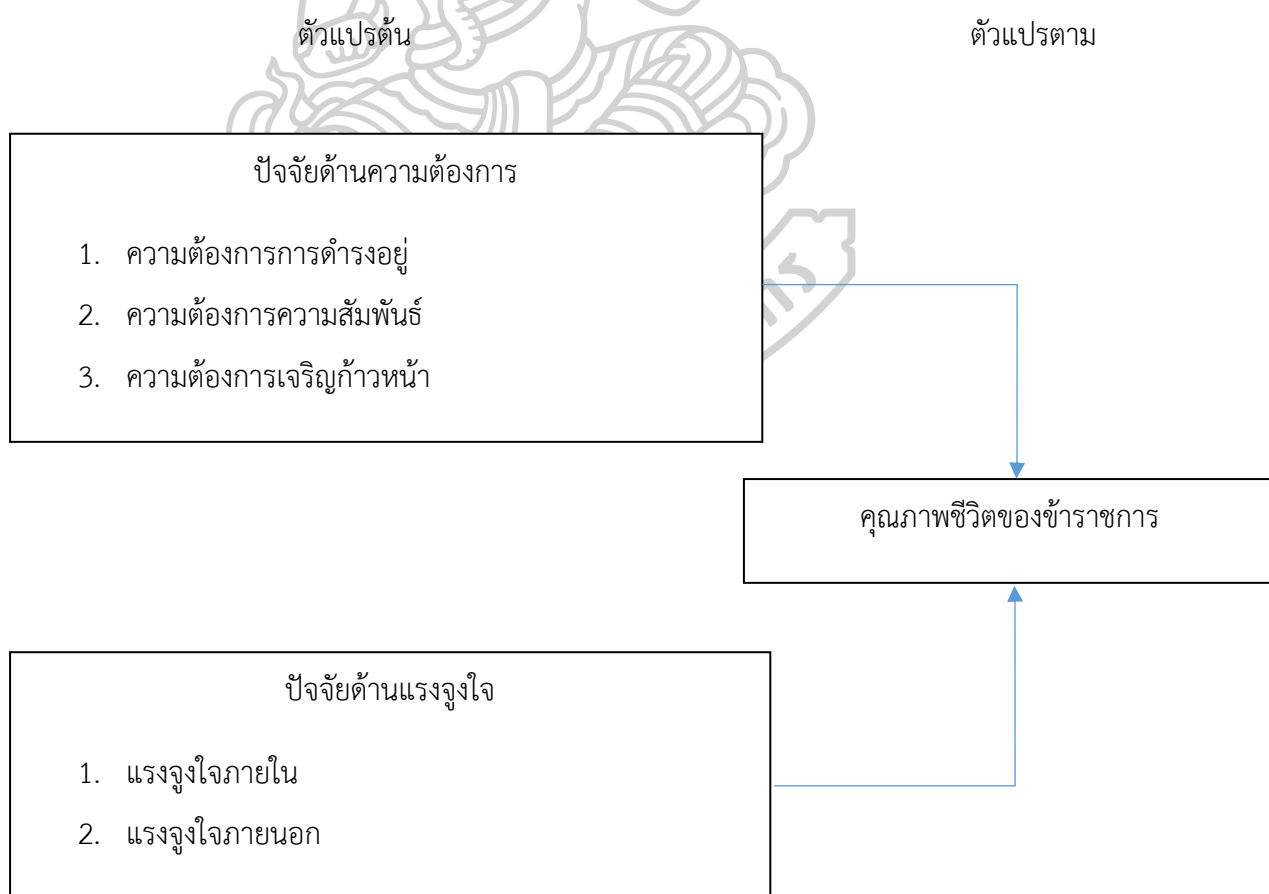 ตัวแปรต้น
ตัวแปรตาม
ปัจจัยด้านความต้องการ
1. ความต้องการการดำรงอยู่
2. ความต้องการความสัมพันธ์
3. ความต้องการเจริญก้าวหน้า
คุณภาพชีวิตของข้าราชการ
ปัจจัยด้านแรงจูงใจ
1. แรงจูงใจภายใน
2. แรงจูงใจภายนอก